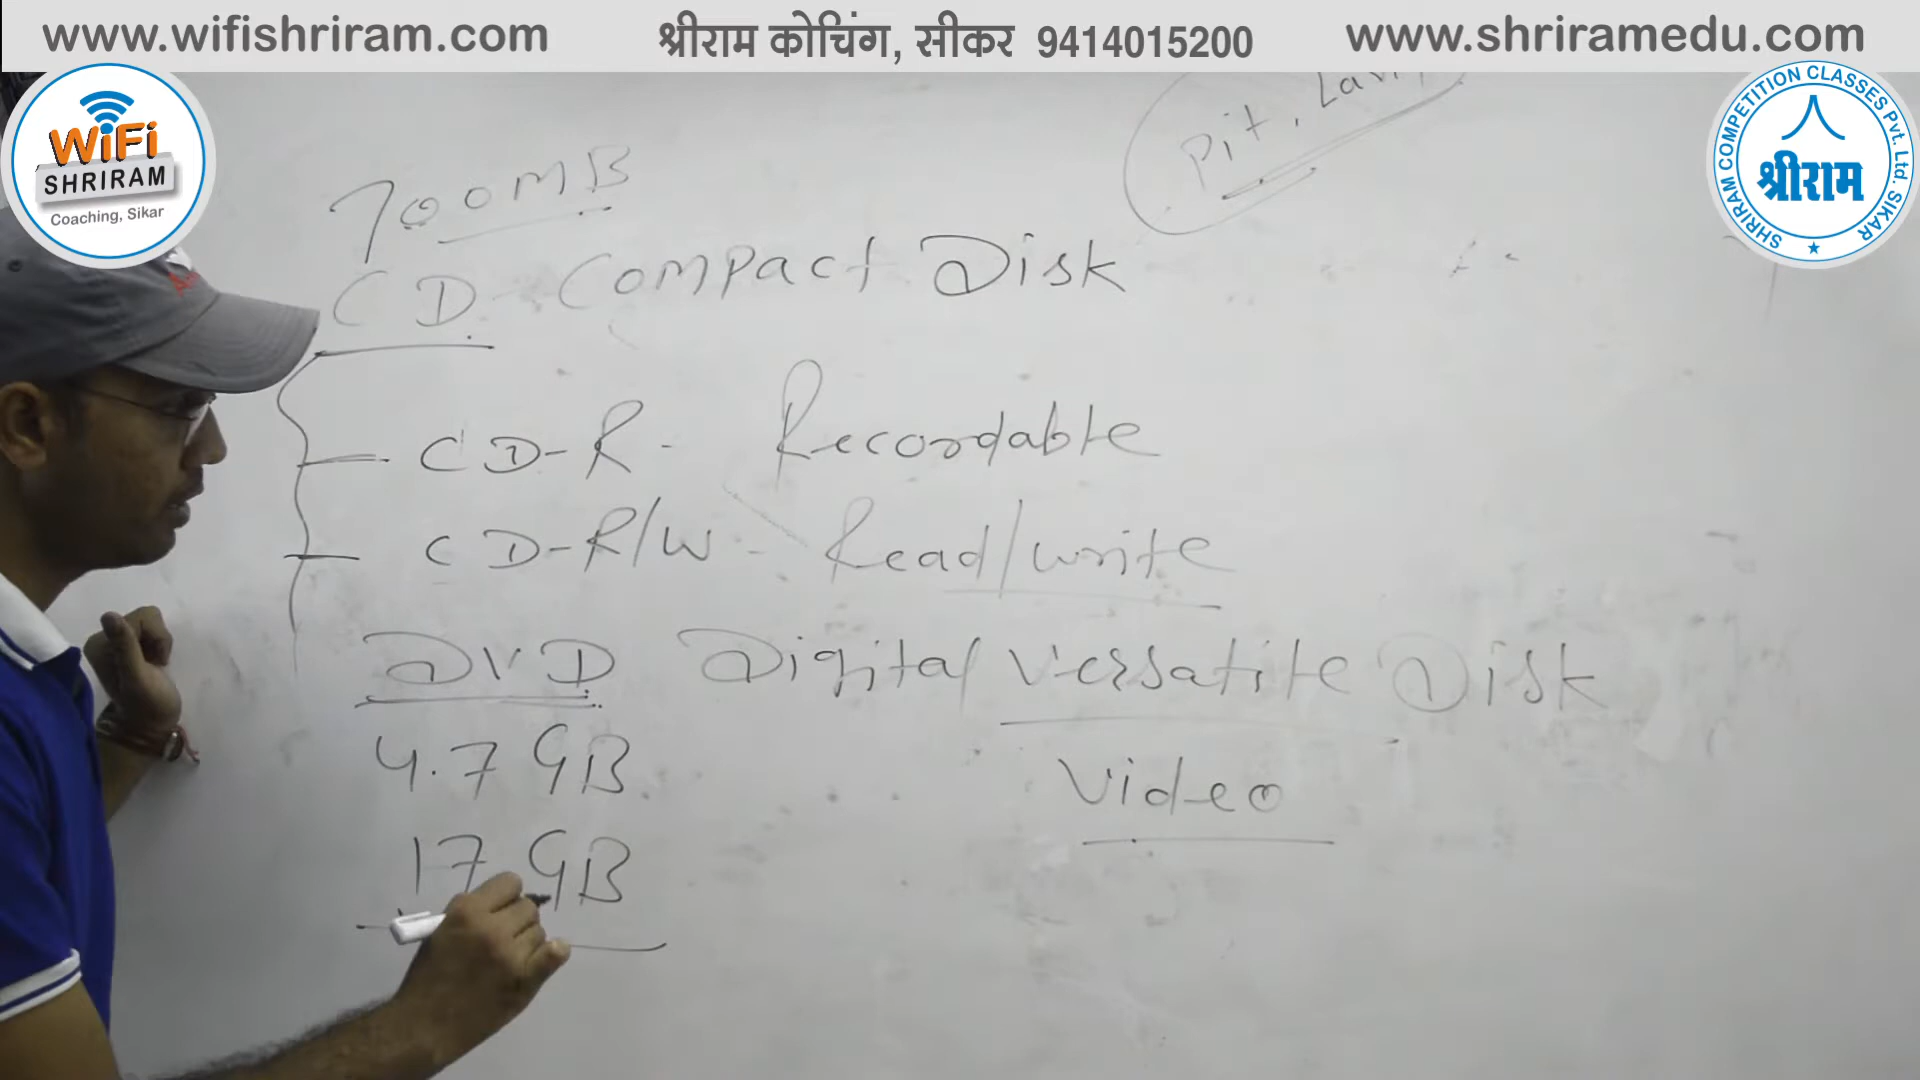 www.wifishriram.com
श्रीराम कोचिंग, सीकर 9414015200
www.shriramedu.com
WiFi
SHRIRAM
Coaching, Sikar
SHRIRAM COMPETITION CLASSES Pvt. Ltd. SIKAR
श्रीराम
Pit,
700MB
CD - Compact Disk
CD-R - Recordable
CD-R/W - Read/write
DVD Digital Versatile Disk
4.7 GB
Video
17 GB